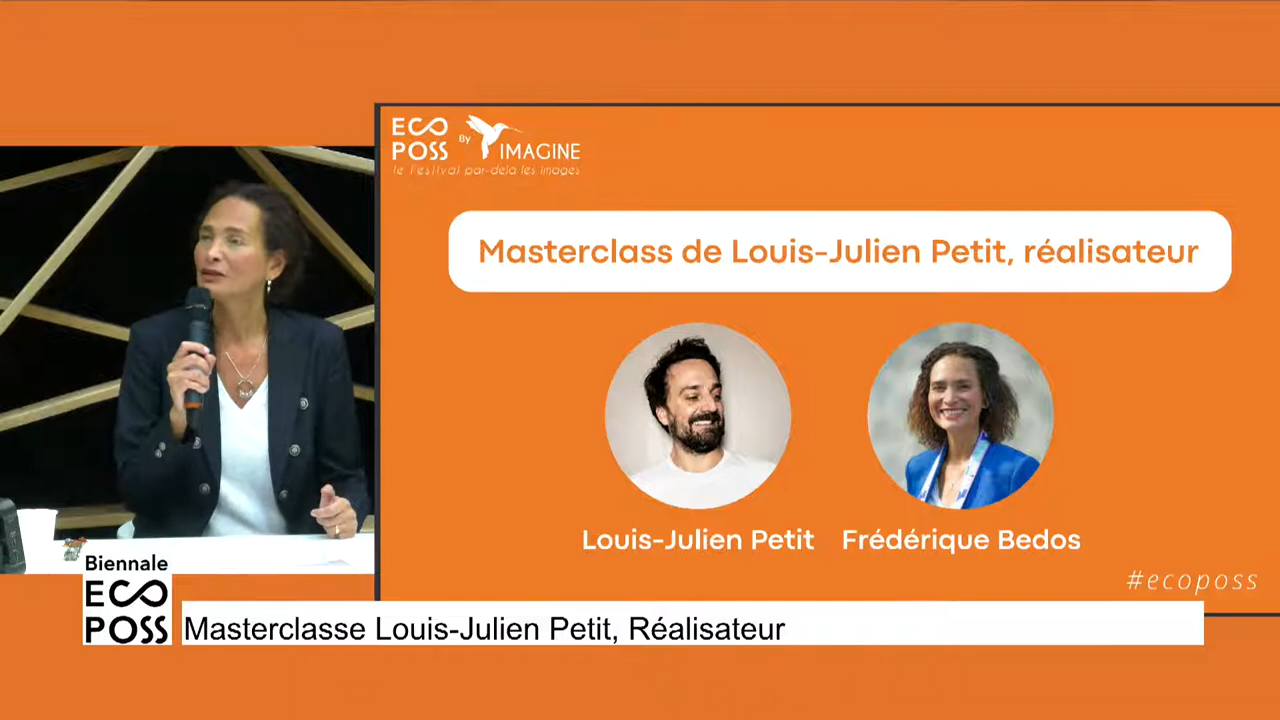 ECO
POSS
By
IMAGINE
le festival par-delà les images
Masterclass de Louis-Julien Petit, réalisateur
Louis-Julien Petit
Frédérique Bedos
#ecoposs
Biennale
ECO
POSS
Masterclasse Louis-Julien Petit, Réalisateur